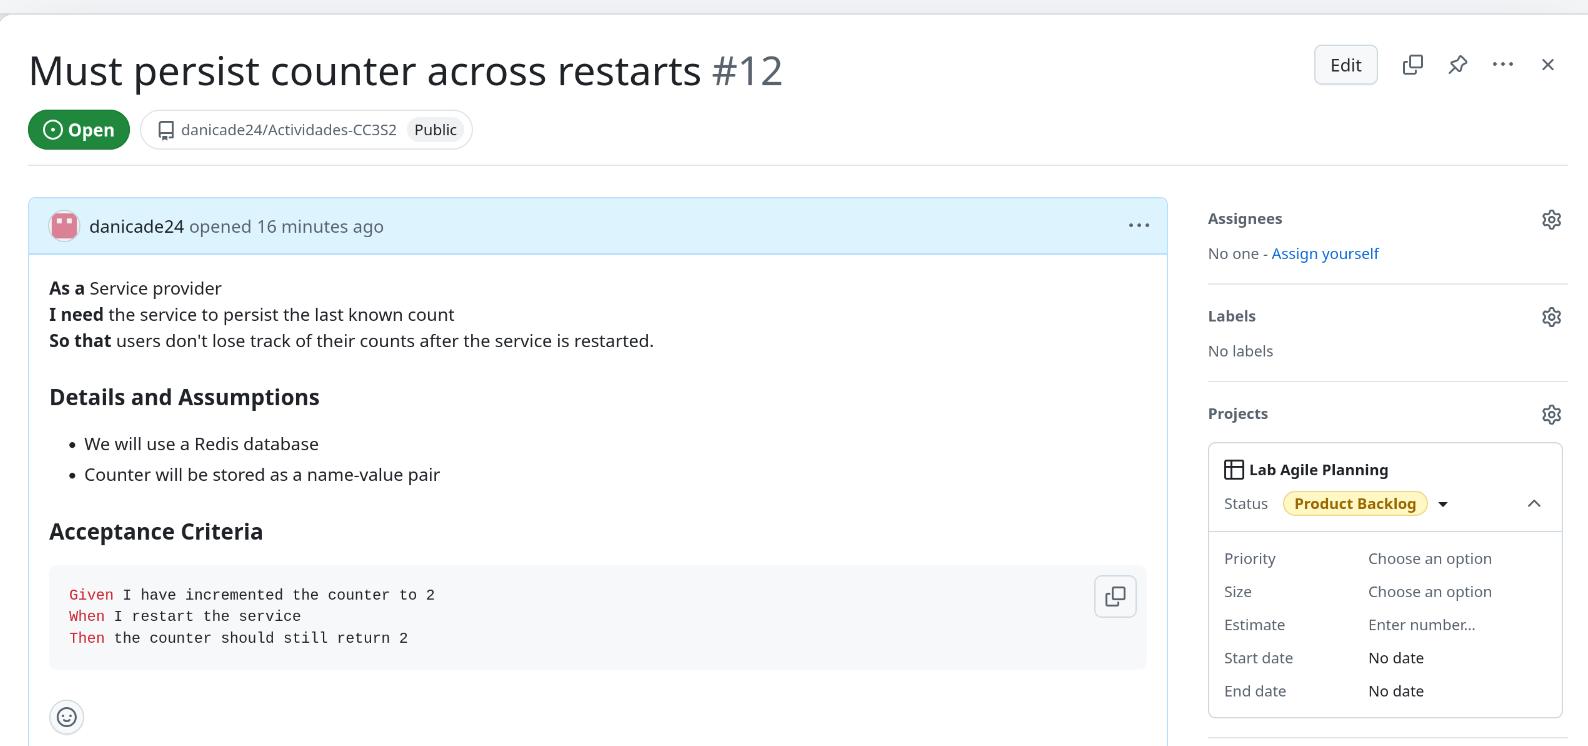 Must persist counter across restarts #12
Edit
Open
danicade24/Actividades-CC3S2 Public
danicade24 opened 16 minutes ago
As a Service provider
I need the service to persist the last known count
So that users don't lose track of their counts after the service is restarted.
Details and Assumptions
We will use a Redis database
Counter will be stored as a name-value pair
Acceptance Criteria
Given I have incremented the counter to 2
When I restart the service
Then the counter should still return 2
Assignees
No one - Assign yourself
Labels
No labels
Projects
Lab Agile Planning
Status Product Backlog
Priority Choose an option
Size Choose an option
Estimate Enter number...
Start date No date
End date No date